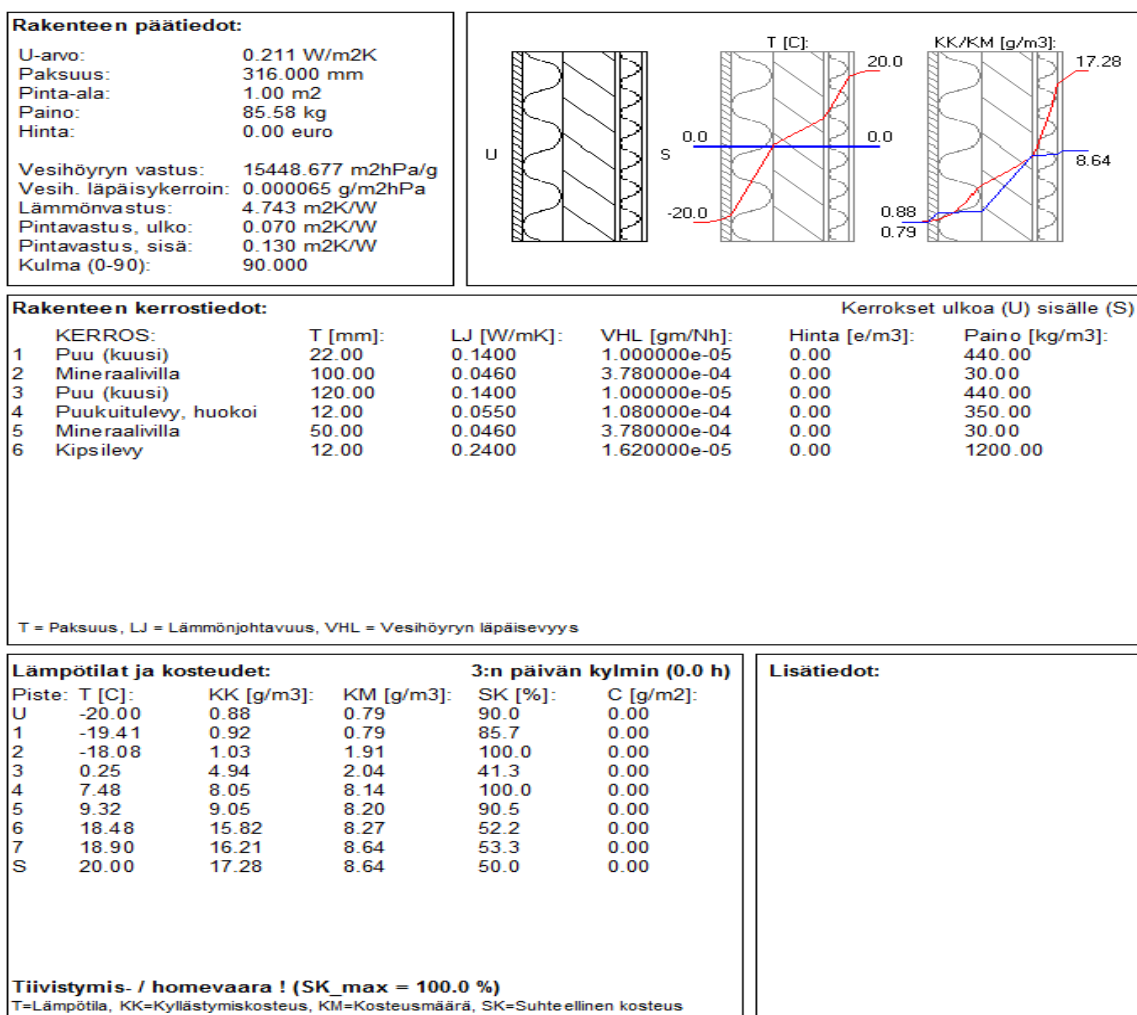 Rakenteen päätiedot:
U-arvo: 0.211 W/m2K
Paksuus: 316.000 mm
Pinta-ala: 1.00 m2
Paino: 85.58 kg
Hinta: 0.00 euro
Vesihöyryn vastus: 15448.677 m2hPa/g
Vesih. läpäisykerroin: 0.000065 g/m2hPa
Lämmönvastus: 4.743 m2K/W
Pintavastus, ulko: 0.070 m2K/W
Pintavastus, sisä: 0.130 m2K/W
Kulma (0-90): 90.000
T [C]: KK/KM [g/m3]:
20.0 17.28
0.0 0.0
U S 8.64
-20.0 0.88
0.79
Rakenteen kerrostiedot: Kerrokset ulkoa (U) sisälle (S)
KERROS: T [mm]: LJ [W/mK]: VHL [gm/Nh]: Hinta [e/m3]: Paino [kg/m3]:
1 Puu (kuusi) 22.00 0.1400 1.000000e-05 0.00 440.00
2 Mineraalivilla 100.00 0.0460 3.780000e-04 0.00 30.00
3 Puu (kuusi) 120.00 0.1400 1.000000e-05 0.00 440.00
4 Puukuitulevy, huokoi 12.00 0.0550 1.080000e-04 0.00 350.00
5 Mineraalivilla 50.00 0.0460 3.780000e-04 0.00 30.00
6 Kipsilevy 12.00 0.2400 1.620000e-05 0.00 1200.00
T = Paksuus, LJ = Lämmönjohtavuus, VHL = Vesihöyryn läpäisevyys
Lämpötilat ja kosteudet: 3:n päivän kylmin (0.0 h)
Piste: T [C]: KK [g/m3]: KM [g/m3]: SK [%]: C [g/m2]:
U -20.00 0.88 0.79 90.0 0.00
1 -19.41 0.92 0.79 85.7 0.00
2 -18.08 1.03 1.91 100.0 0.00
3 0.25 4.94 2.04 41.3 0.00
4 7.48 8.05 8.14 100.0 0.00
5 9.32 9.05 8.20 90.5 0.00
6 18.48 15.82 8.27 52.2 0.00
7 18.90 16.21 8.64 53.3 0.00
S 20.00 17.28 8.64 50.0 0.00
Tiivistymis- / homevaara ! (SK_max = 100.0 %)
T=Lämpötila, KK=Kyllästymiskosteus, KM=Kosteusmäärä, SK=Suhteellinen kosteus
Lisätiedot: